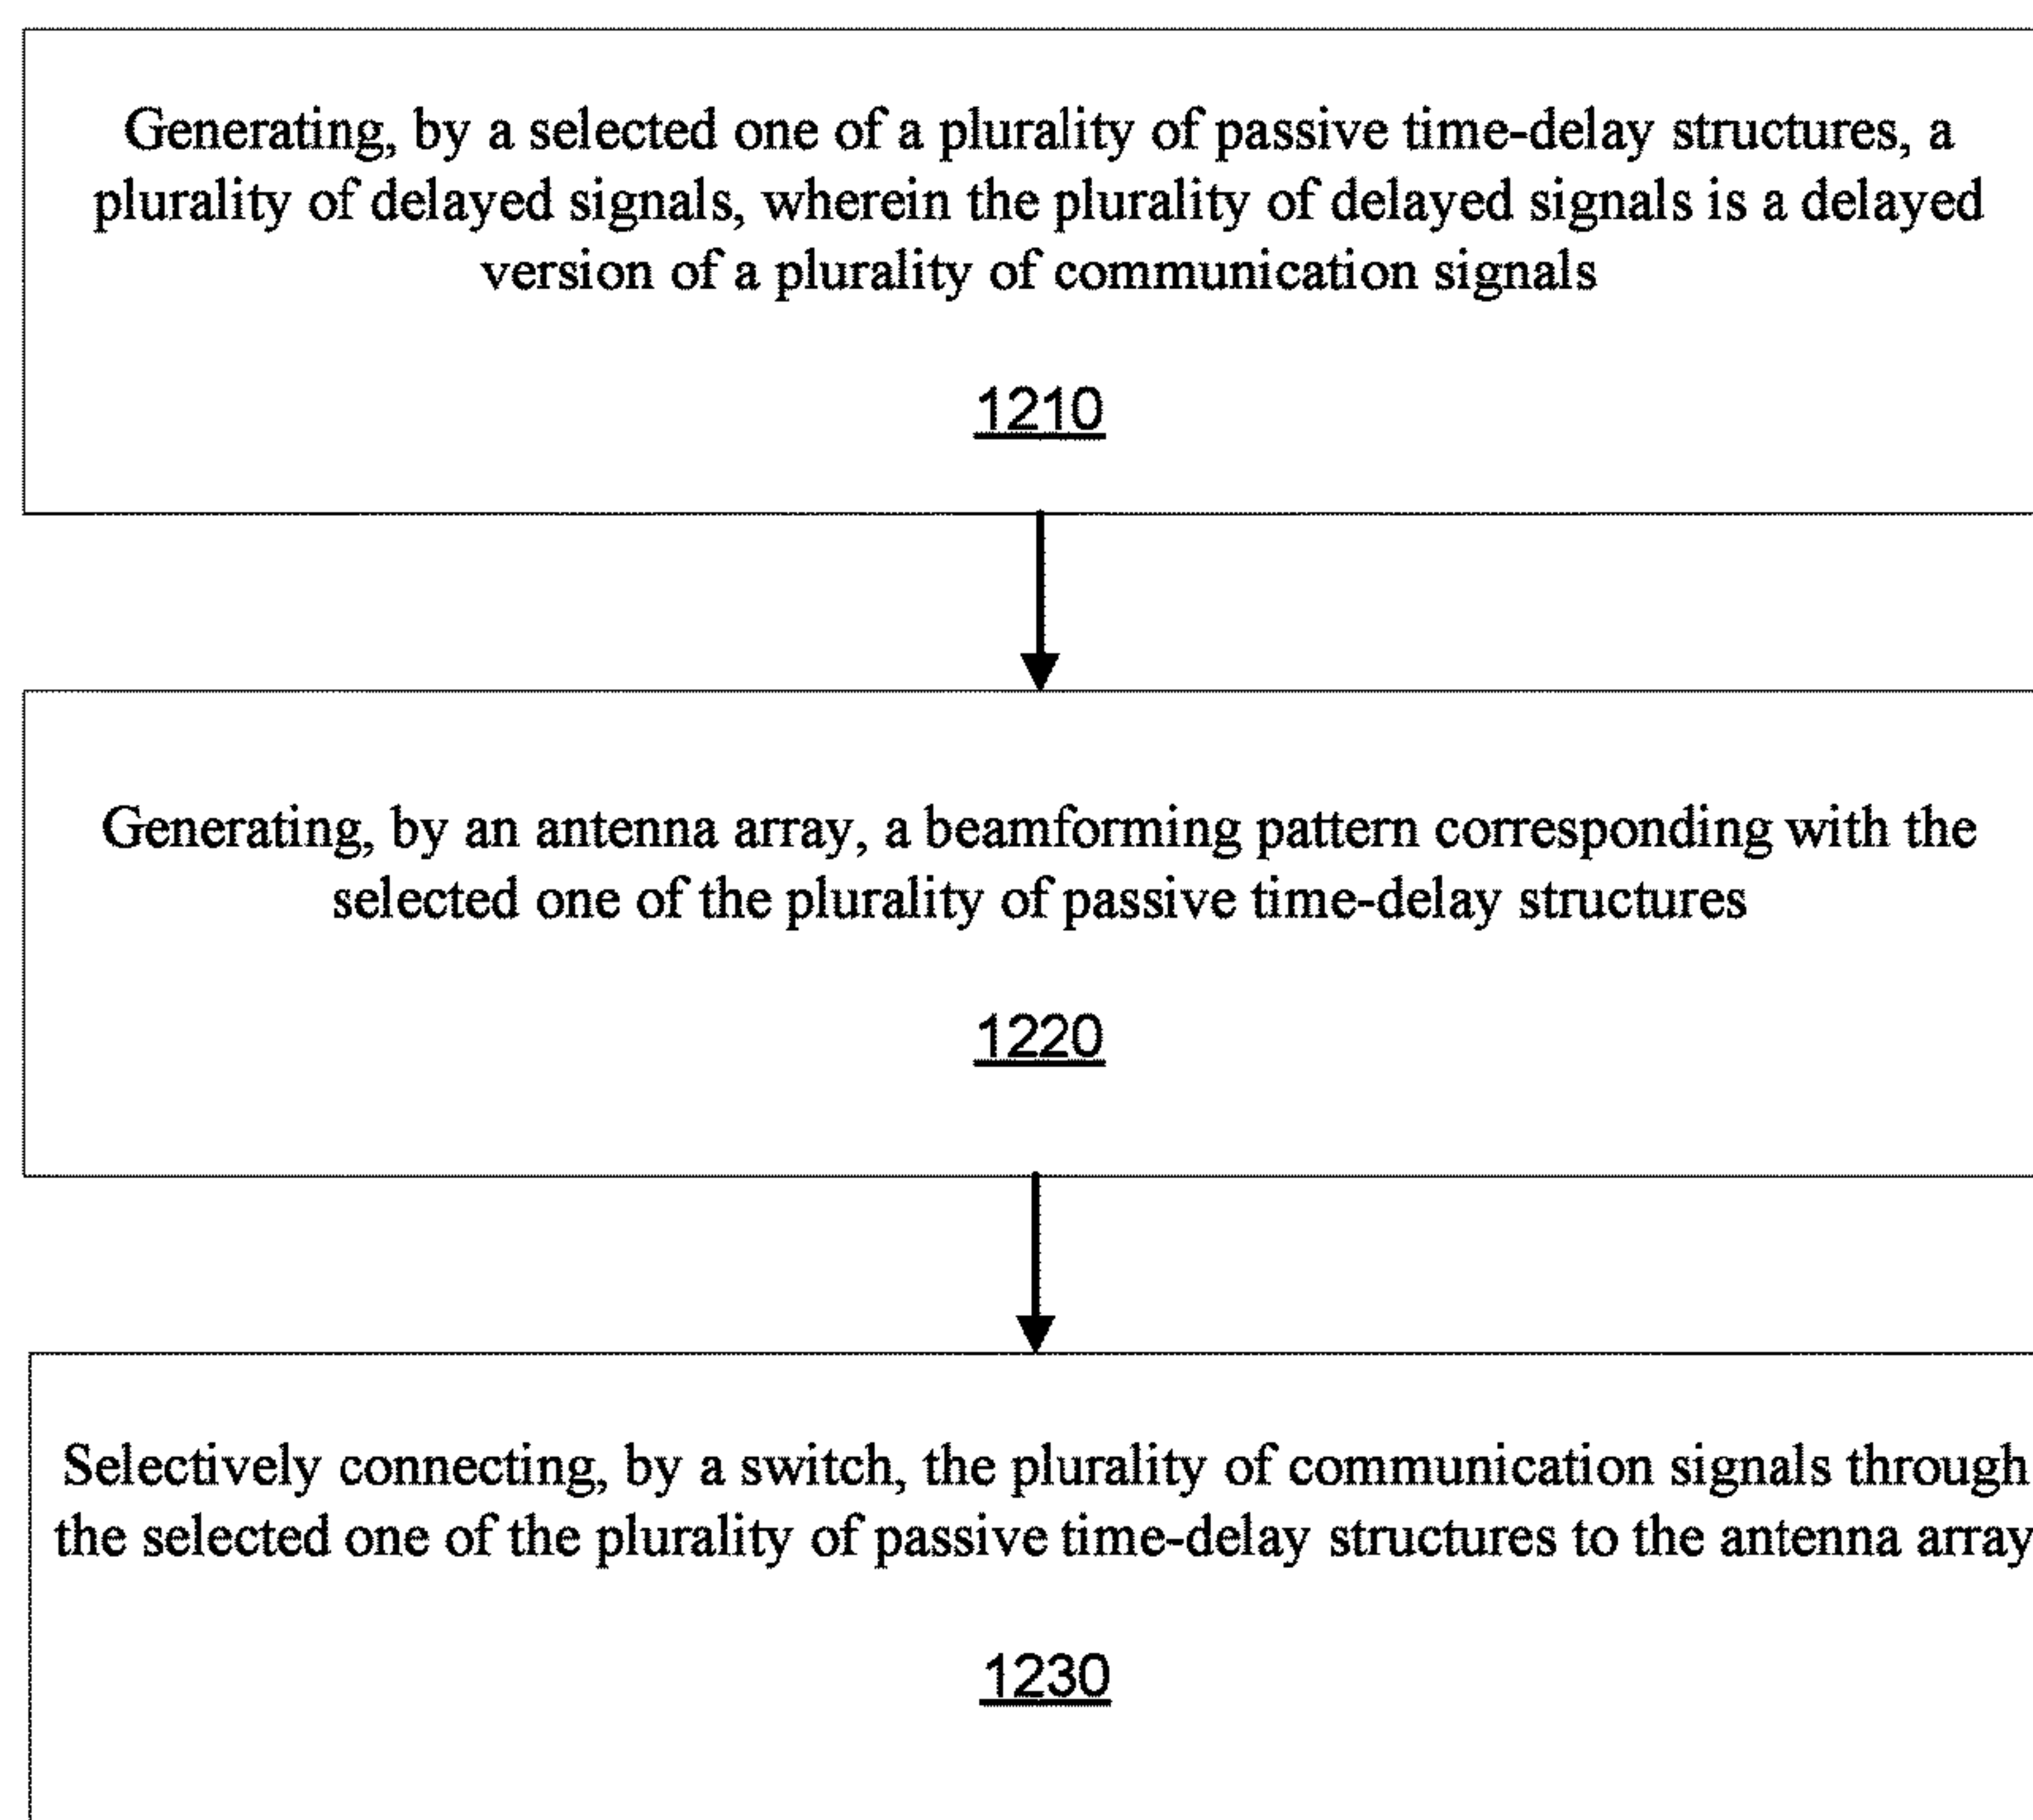 Generating, by a selected one of a plurality of passive time-delay structures, a
plurality of delayed signals, wherein the plurality of delayed signals is a delayed
version of a plurality of communication signals
1210
Generating, by an antenna array, a beamforming pattern corresponding with the
selected one of the plurality of passive time-delay structures
1220
Selectively connecting, by a switch, the plurality of communication signals through
the selected one of the plurality of passive time-delay structures to the antenna array
1230